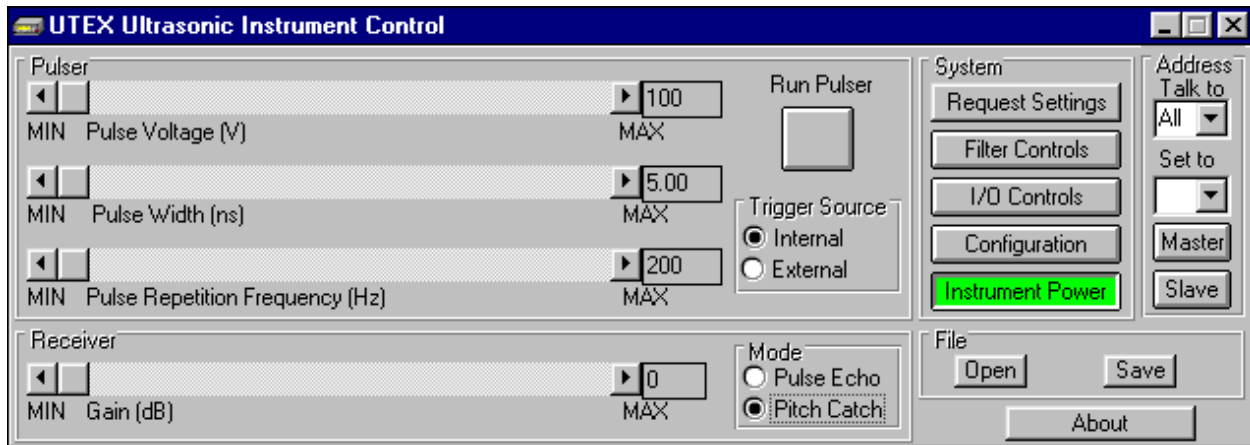 UTEX Ultrasonic Instrument Control
Pulser
100
MIN Pulse Voltage (V) MAX
5.00
MIN Pulse Width (ns) MAX
200
MIN Pulse Repetition Frequency (Hz) MAX
Run Pulser
Trigger Source
Internal
External
System
Request Settings
Filter Controls
I/O Controls
Configuration
Instrument Power
Address
Talk to
All
Set to
Master
Slave
Receiver
0
MIN Gain (dB) MAX
Mode
Pulse Echo
Pitch Catch
File
Open Save
About